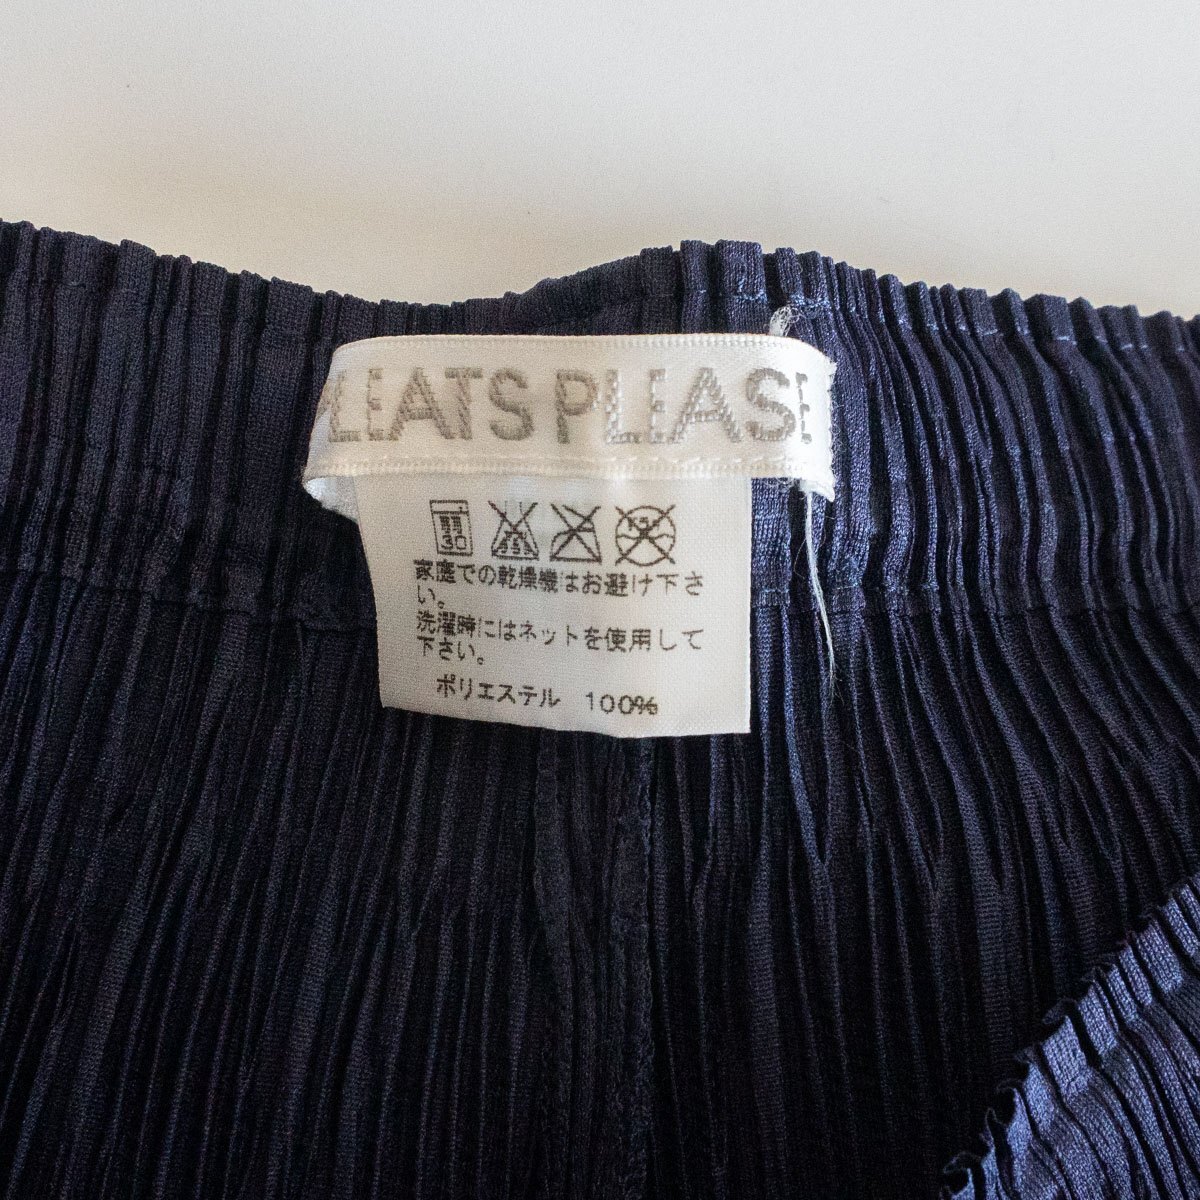 PLEATS PLEASE
30
家庭での乾燥機はお避け下さ
い。
洗濯時にはネットを使用して
下さい。
ポリエステル 100%